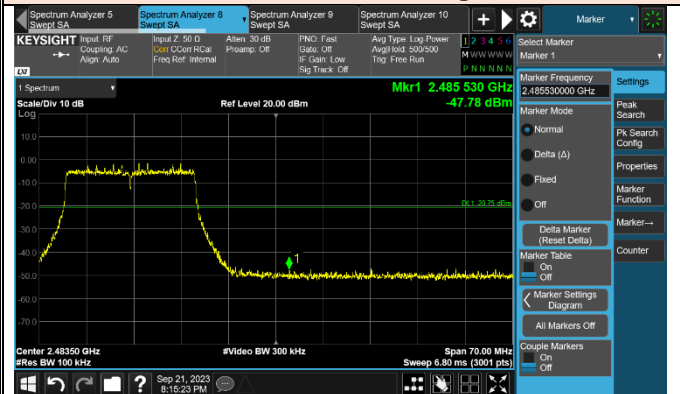 Spectrum Analyzer 5
Swept SA
Spectrum Analyzer 8
Swept SA
Spectrum Analyzer 9
Swept SA
Spectrum Analyzer 10
Swept SA
Marker
KEYSIGHT
Input: RF
Coupling: AC
Align: Auto
Input Z: 50 Ω
Corr CCorr RCal
Freq Ref: Internal
Atten: 30 dB
Preamp: Off
PNO: Fast
Gate: Off
IF Gain: Low
Sig Track: Off
Avg Type: Log-Power
Avg|Hold: 500/500
Trig: Free Run
1 2 3 4 5 6
M W W W W W
P N N N N N
LXI
Select Marker
Marker 1
1 Spectrum
Scale/Div 10 dB
Log
Ref Level 20.00 dBm
Mkr1 2.485 530 GHz
-47.78 dBm
10.0
0.00
-10.0
-20.0
-30.0
-40.0
-50.0
-60.0
-70.0
DL1 -20.75 dBm
1
Center 2.48350 GHz
#Res BW 100 kHz
#Video BW 300 kHz
Span 70.00 MHz
Sweep 6.80 ms (3001 pts)
Marker Frequency
2.485530000 GHz
Marker Mode
Normal
Delta (Δ)
Fixed
Off
Delta Marker
(Reset Delta)
Marker Table
On
Off
Marker Settings
Diagram
All Markers Off
Couple Markers
On
Off
Settings
Peak
Search
Pk Search
Config
Properties
Marker
Function
Marker→
Counter
Sep 21, 2023
8:15:23 PM